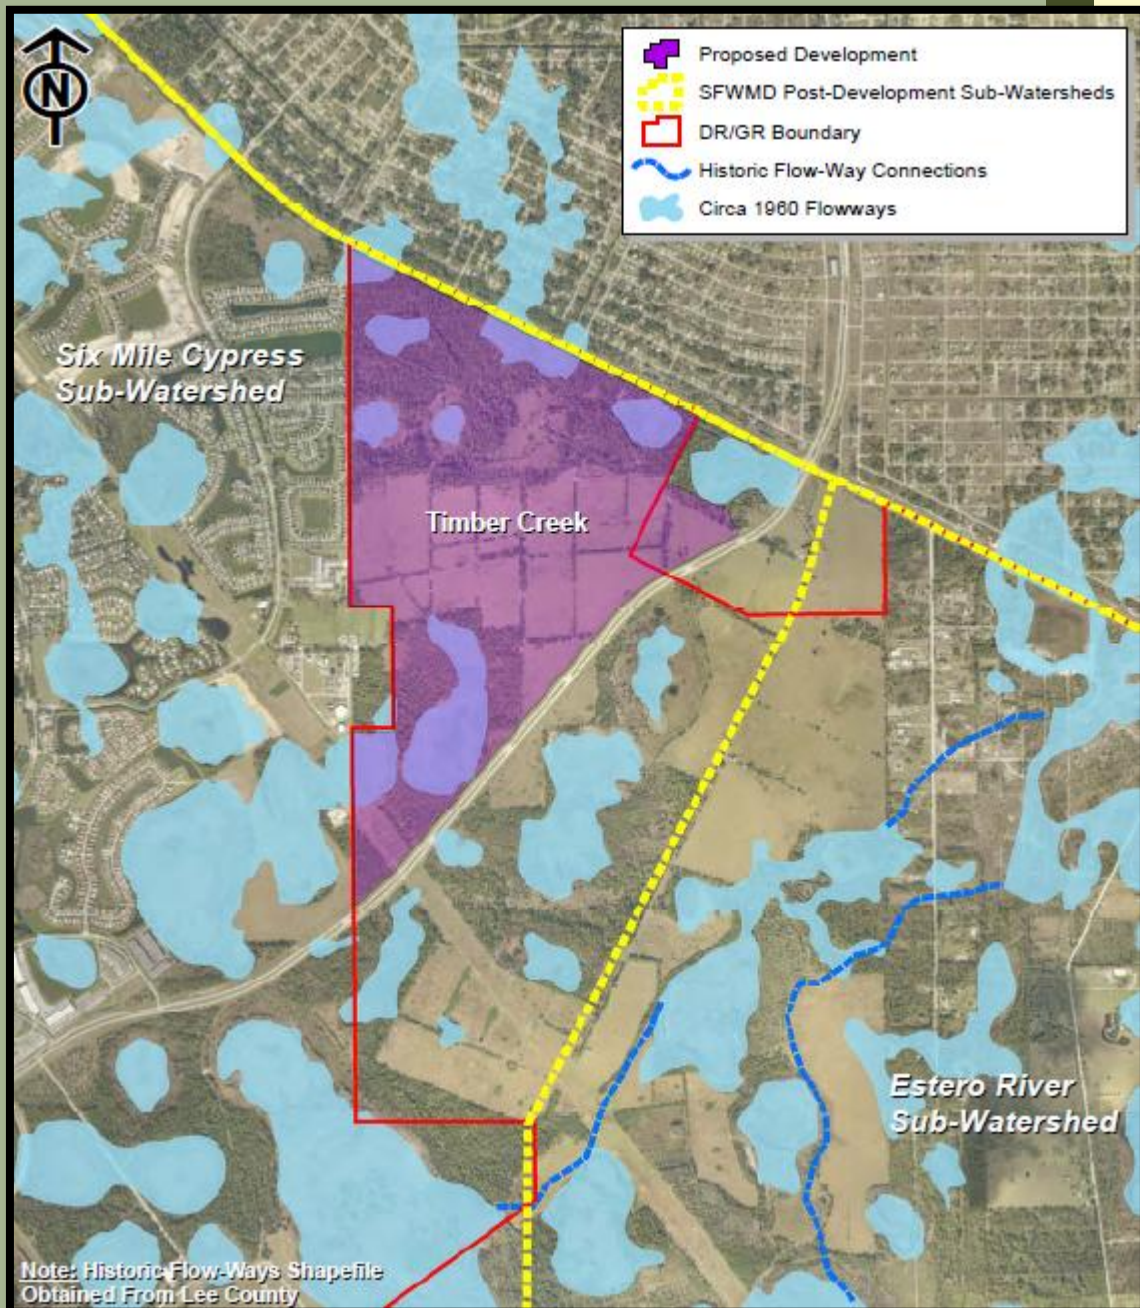 N
Proposed Development
SFWMD Post-Development Sub-Watersheds
DR/GR Boundary
Historic Flow-Way Connections
Circa 1960 Flowways
Six Mile Cypress
Sub-Watershed
Timber Creek
Estero River
Sub-Watershed
Note: Historic Flow-Ways Shapefile
Obtained From Lee County